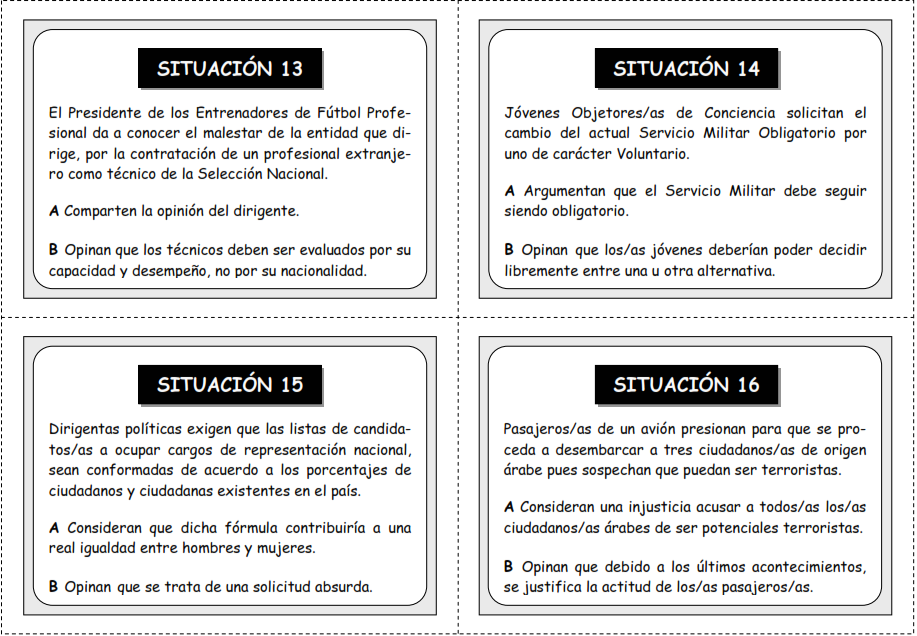 SITUACIÓN 13
El Presidente de los Entrenadores de Fútbol Profe-
sional da a conocer el malestar de la entidad que di-
rige, por la contratación de un profesional extranje-
ro como técnico de la Selección Nacional.
A Comparten la opinión del dirigente.
B Opinan que los técnicos deben ser evaluados por su
capacidad y desempeño, no por su nacionalidad.
SITUACIÓN 14
Jóvenes Objetores/as de Conciencia solicitan el
cambio del actual Servicio Militar Obligatorio por
uno de carácter Voluntario.
A Argumentan que el Servicio Militar debe seguir
siendo obligatorio.
B Opinan que los/as jóvenes deberían poder decidir
libremente entre una u otra alternativa.
SITUACIÓN 15
Dirigentas políticas exigen que las listas de candida-
tos/as a ocupar cargos de representación nacional,
sean conformadas de acuerdo a los porcentajes de
ciudadanos y ciudadanas existentes en el país.
A Consideran que dicha fórmula contribuiría a una
real igualdad entre hombres y mujeres.
B Opinan que se trata de una solicitud absurda.
SITUACIÓN 16
Pasajeros/as de un avión presionan para que se pro-
ceda a desembarcar a tres ciudadanos/as de origen
árabe pues sospechan que puedan ser terroristas.
A Consideran una injusticia acusar a todos/as los/as
ciudadanos/as árabes de ser potenciales terroristas.
B Opinan que debido a los últimos acontecimientos,
se justifica la actitud de los/as pasajeros/as.